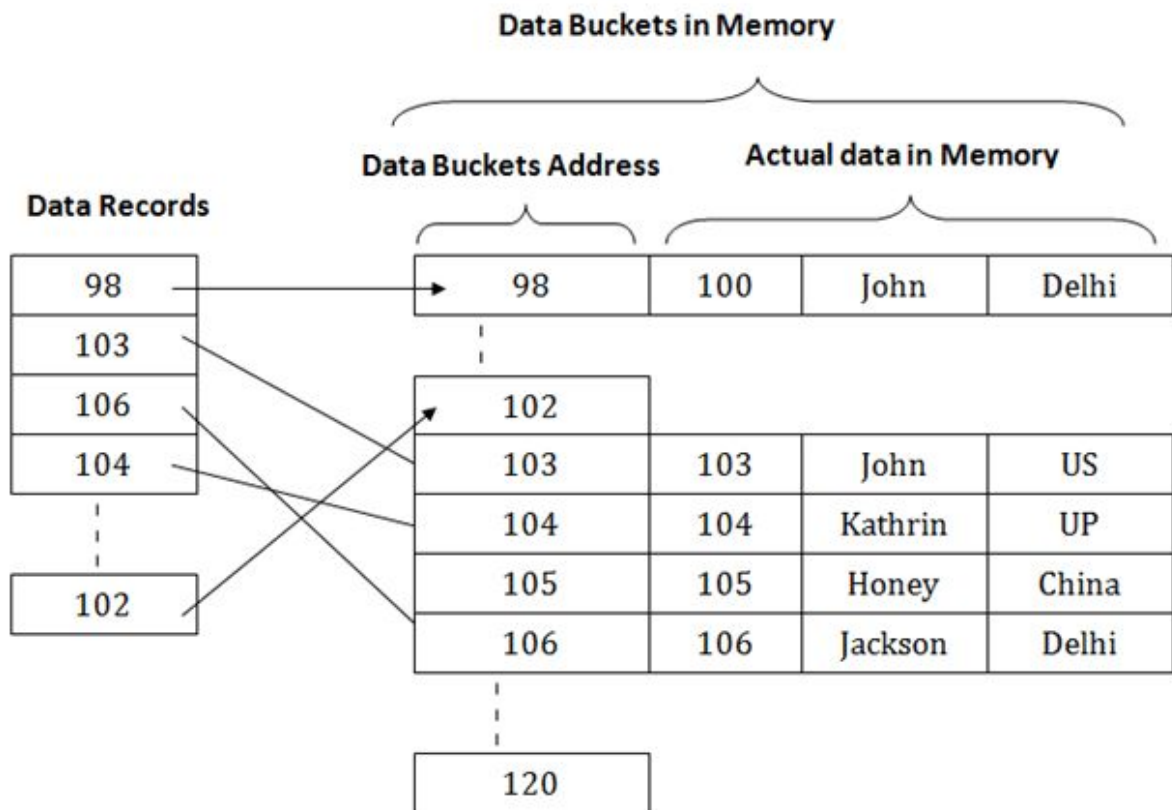 Data Buckets in Memory
Data Buckets Address
Actual data in Memory
Data Records
98
98 100 John Delhi
103
106
102
104
103 103 John US
104 104 Kathrin UP
102
105 105 Honey China
106 106 Jackson Delhi
120